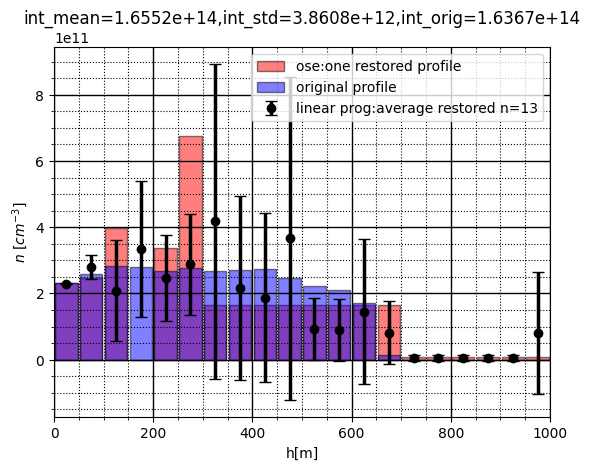 int_mean=1.6552e+14,int_std=3.8608e+12,int_orig=1.6367e+14
1e11
ose:one restored profile
original profile
linear prog:average restored n=13
8
6
4
2
0
n [cm⁻³]
0 200 400 600 800 1000
h[m]